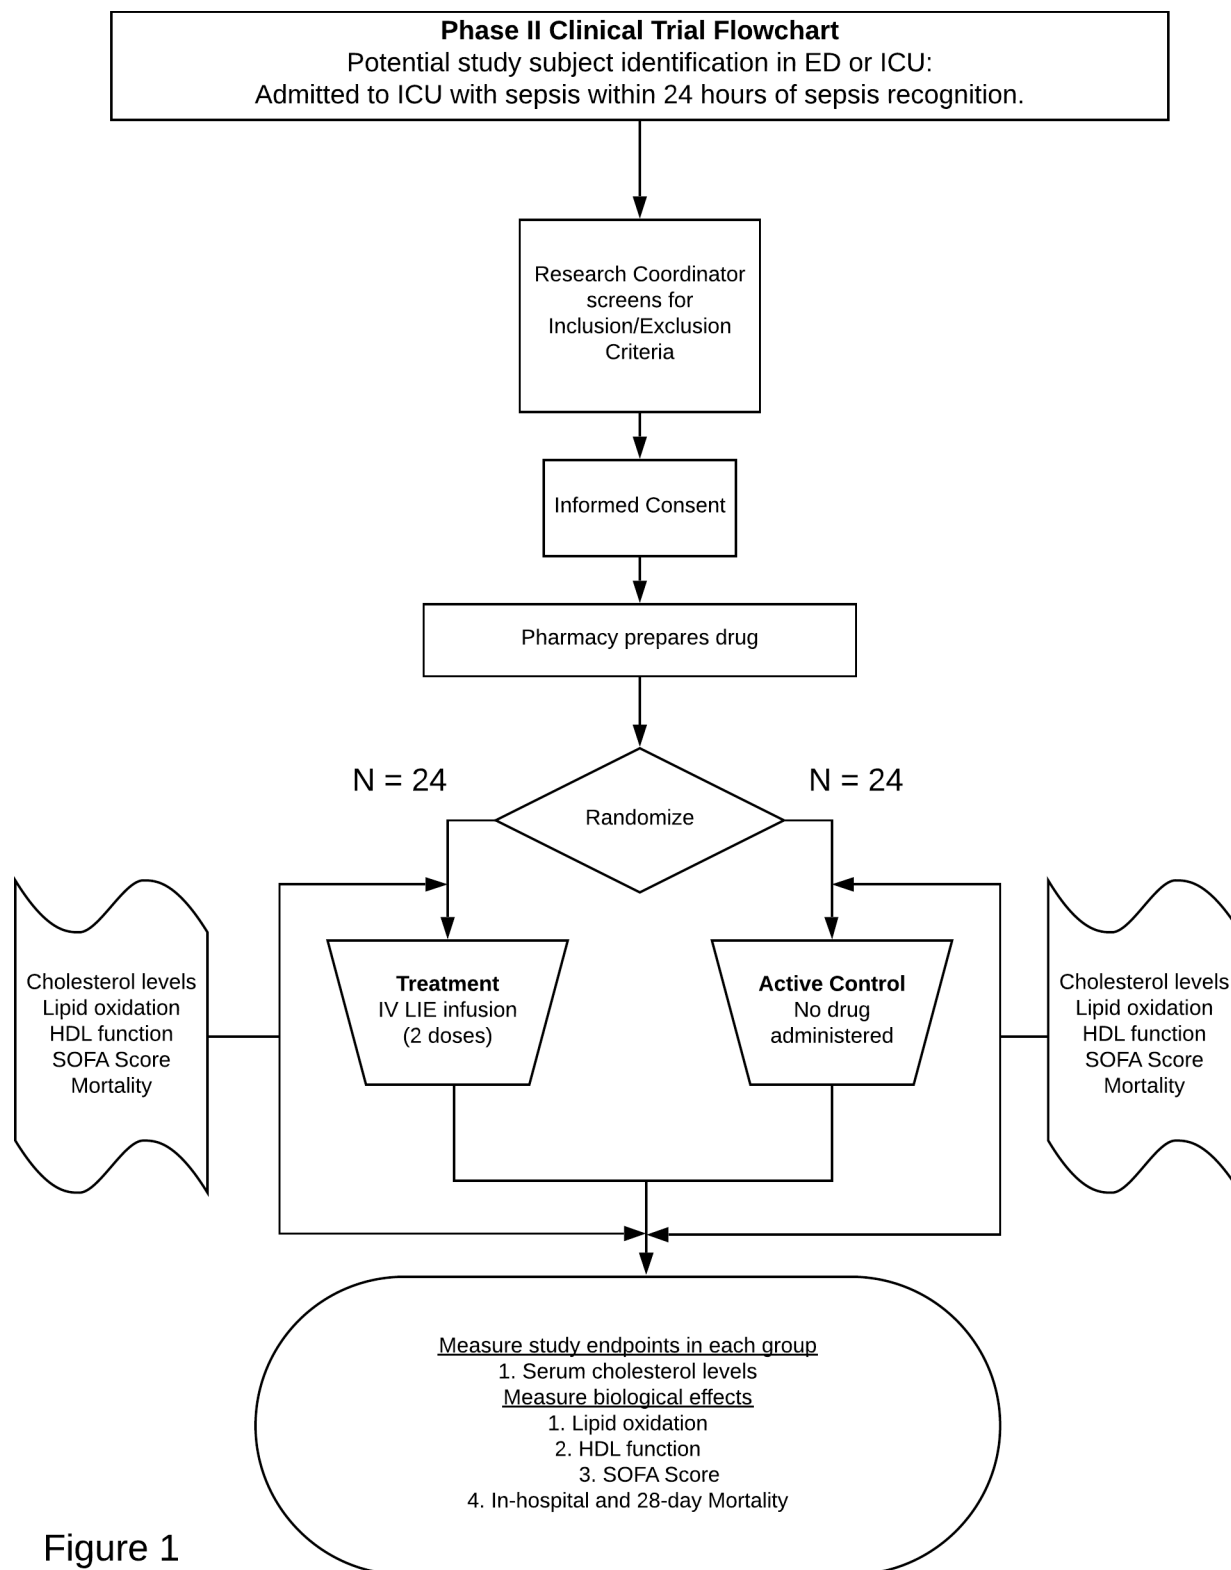 Phase II Clinical Trial Flowchart
Potential study subject identification in ED or ICU:
Admitted to ICU with sepsis within 24 hours of sepsis recognition.
Research Coordinator
screens for
Inclusion/Exclusion
Criteria
Informed Consent
Pharmacy prepares drug
N = 24
N = 24
Randomize
Cholesterol levels
Lipid oxidation
HDL function
SOFA Score
Mortality
Treatment
IV LIE infusion
(2 doses)
Active Control
No drug
administered
Cholesterol levels
Lipid oxidation
HDL function
SOFA Score
Mortality
Measure study endpoints in each group
1. Serum cholesterol levels
Measure biological effects
1. Lipid oxidation
2. HDL function
3. SOFA Score
4. In-hospital and 28-day Mortality
Figure 1